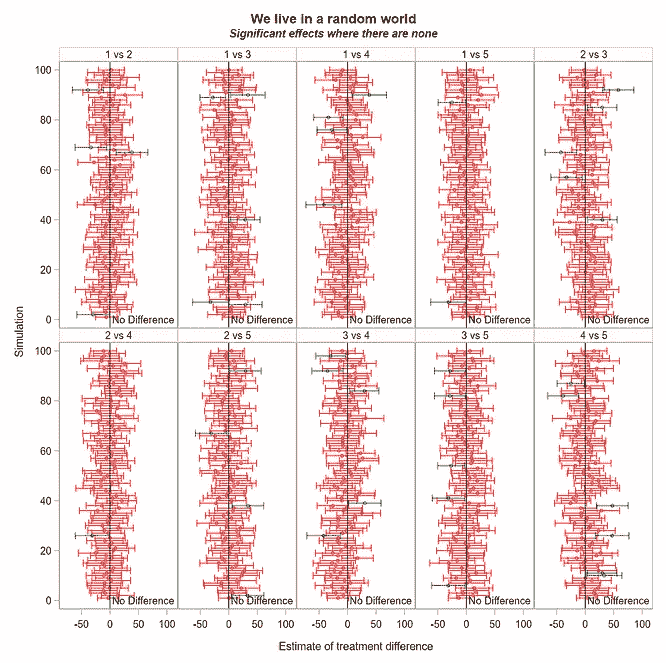 We live in a random world
Significant effects where there are none
1 vs 2 1 vs 3 1 vs 4 1 vs 5 2 vs 3
100
80
60
40
20
0
No Difference No Difference No Difference No Difference No Difference
Simulation
2 vs 4 2 vs 5 3 vs 4 3 vs 5 4 vs 5
100
80
60
40
20
0
No Difference No Difference No Difference No Difference No Difference
-50 0 50 100 -50 0 50 100 -50 0 50 100 -50 0 50 100 -50 0 50 100
Estimate of treatment difference